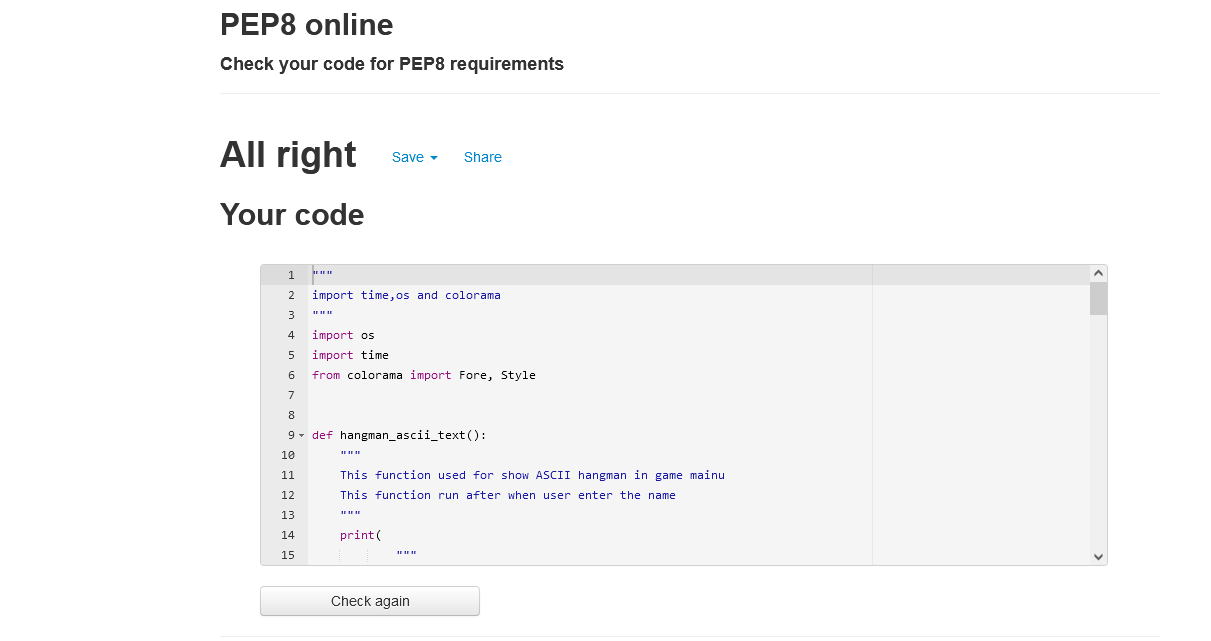 PEP8 online
Check your code for PEP8 requirements
All right Save Share
Your code
1 """
2 import time,os and colorama
3 """
4 import os
5 import time
6 from colorama import Fore, Style
7
8
9 def hangman_ascii_text():
10     """
11     This function used for show ASCII hangman in game mainu
12     This function run after when user enter the name
13     """
14     print(
15             """
Check again